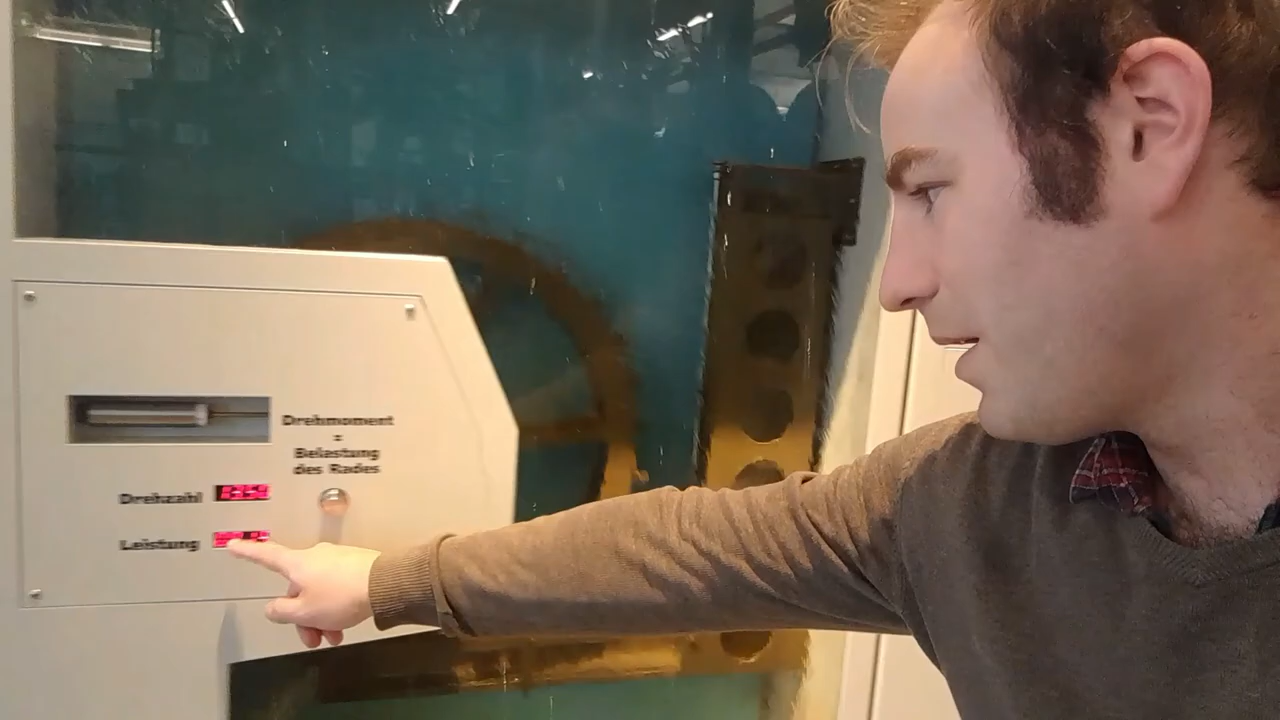 Drehmoment
=
Belastung
des Rades
Drehzahl
Leistung